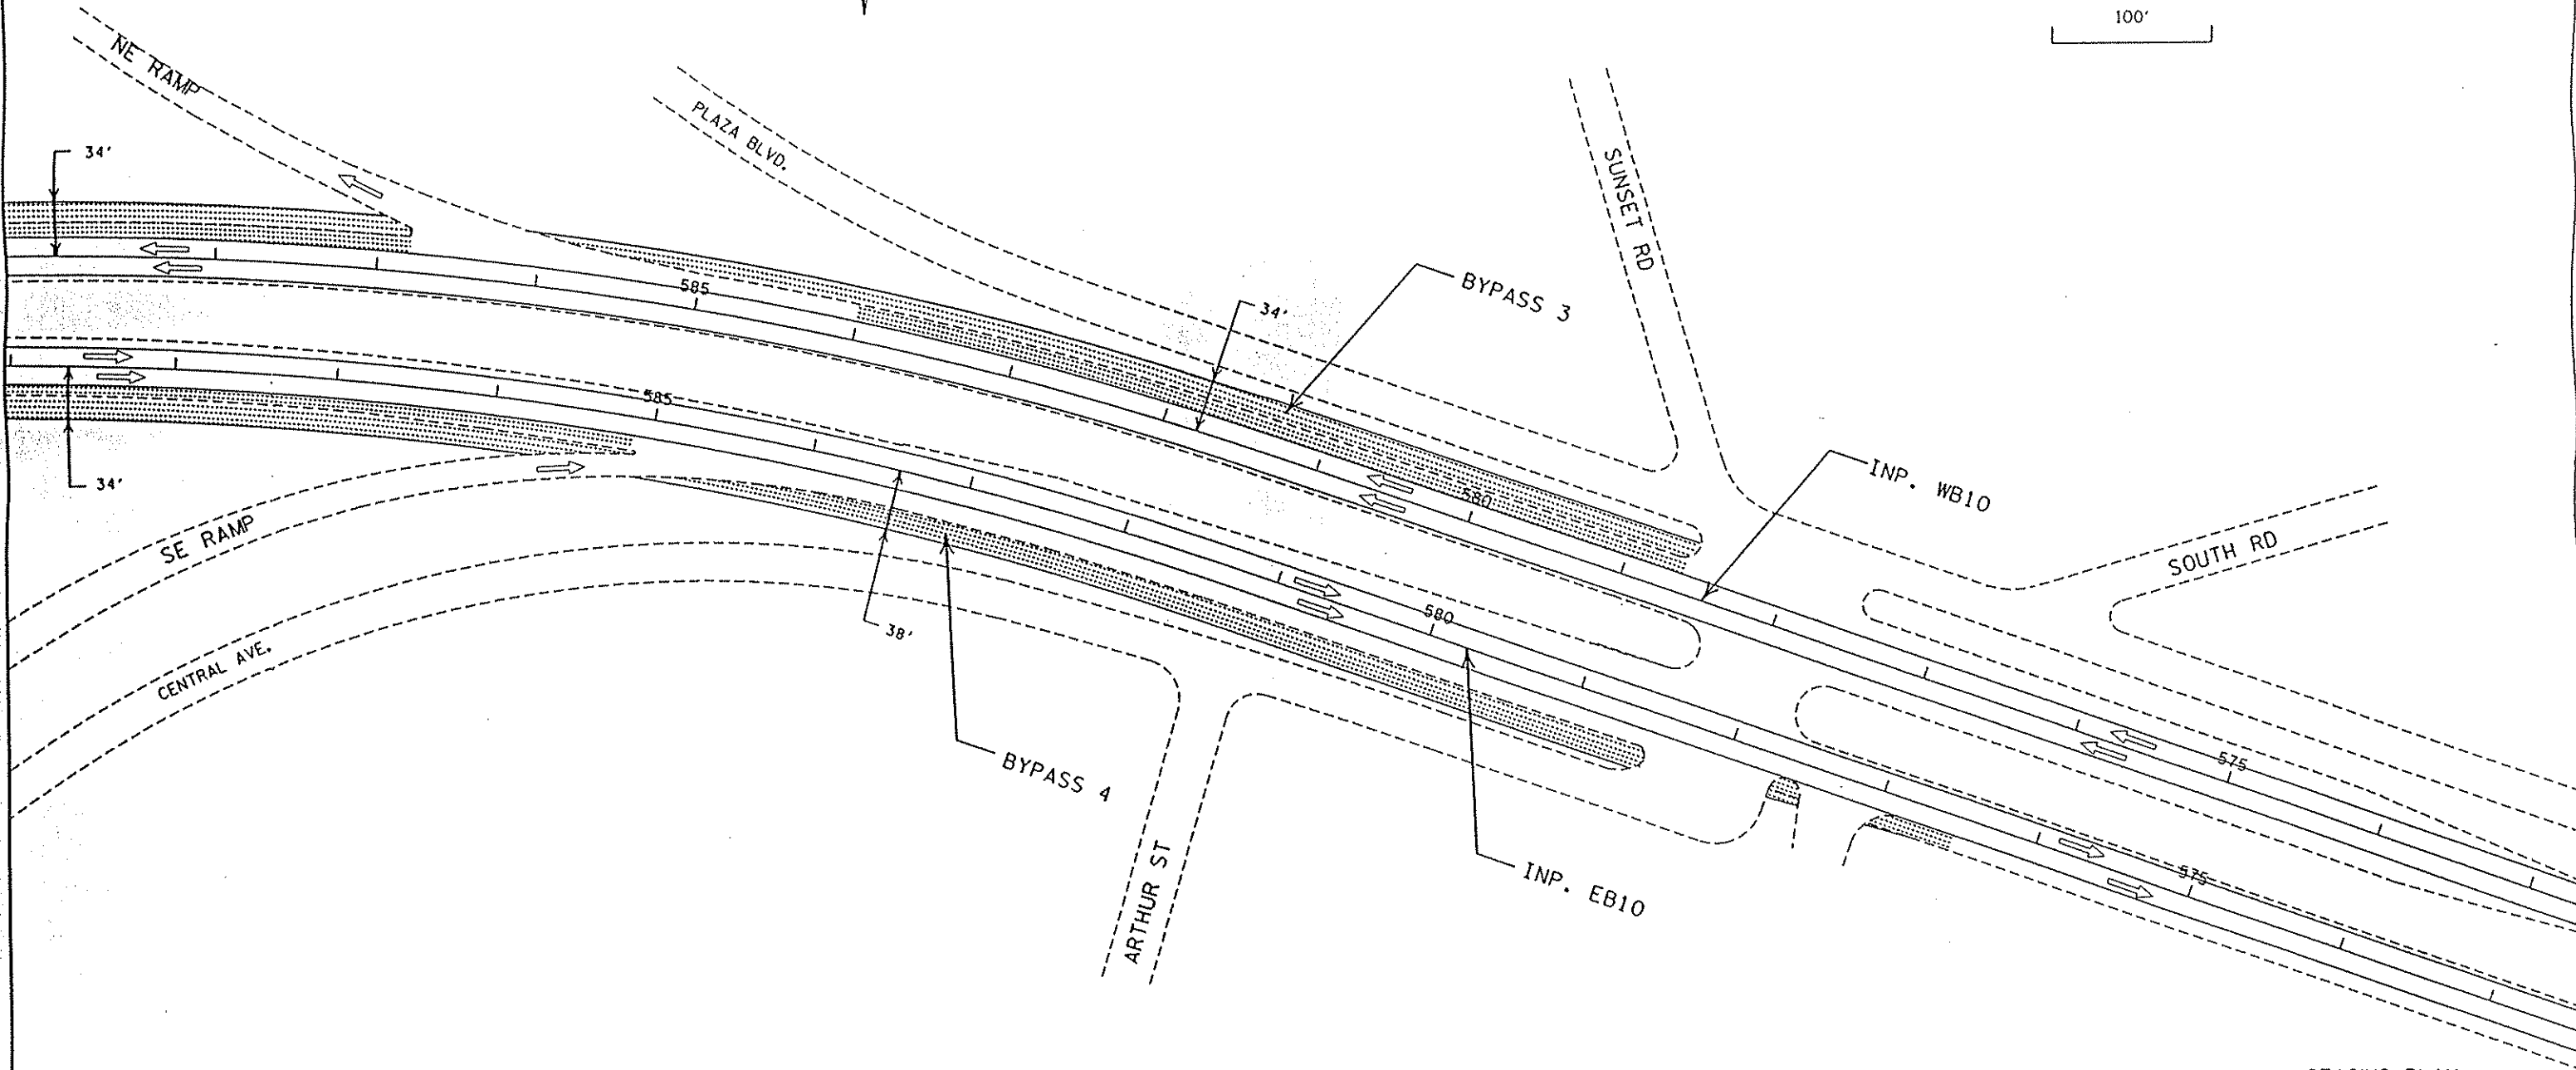 100'
NE RAMP
PLAZA BLVD.
34'
SUNSET RD
585
BYPASS 3
34'
585
INP. WB10
580
34'
SE RAMP
SOUTH RD
580
38'
CENTRAL AVE.
BYPASS 4
575
ARTHUR ST
INP. EB10
575